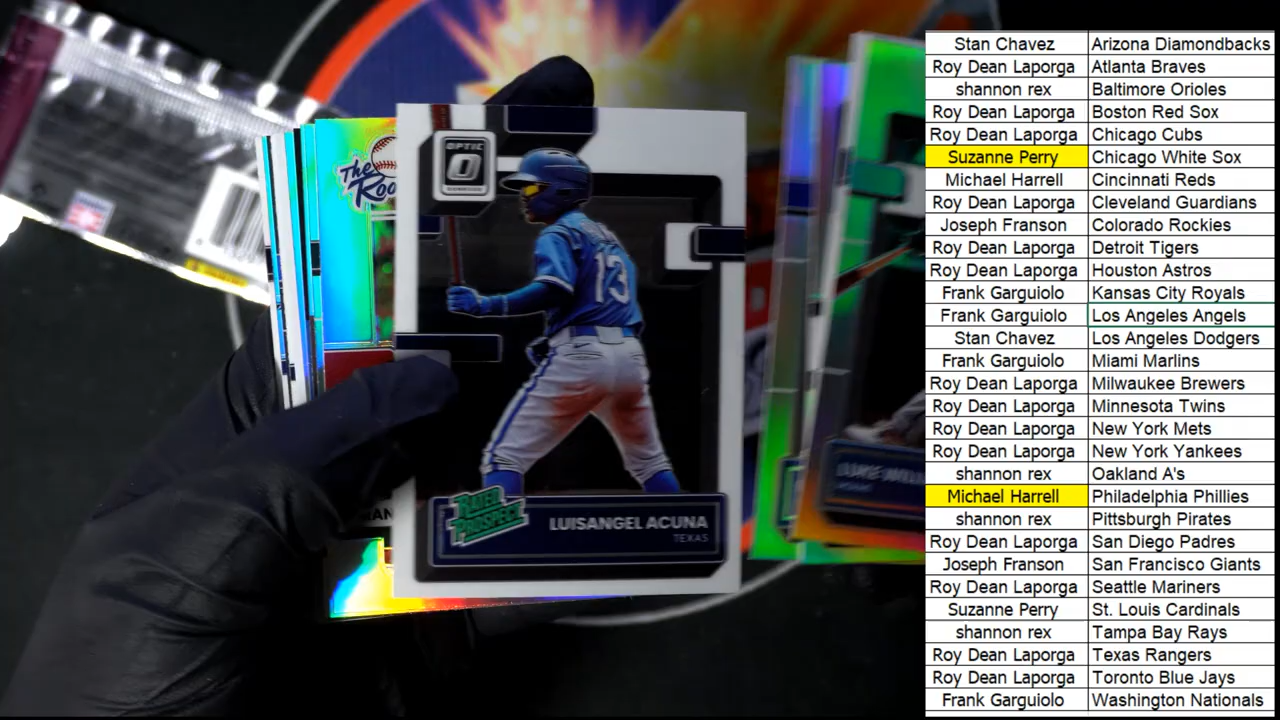 The
Roo
OPTIC
DONRUSS
13
RATED
PROSPECT
LUISANGEL ACUNA
TEXAS
Stan Chavez Arizona Diamondbacks
Roy Dean Laporga Atlanta Braves
shannon rex Baltimore Orioles
Roy Dean Laporga Boston Red Sox
Roy Dean Laporga Chicago Cubs
Suzanne Perry Chicago White Sox
Michael Harrell Cincinnati Reds
Roy Dean Laporga Cleveland Guardians
Joseph Franson Colorado Rockies
Roy Dean Laporga Detroit Tigers
Roy Dean Laporga Houston Astros
Frank Garguiolo Kansas City Royals
Frank Garguiolo Los Angeles Angels
Stan Chavez Los Angeles Dodgers
Frank Garguiolo Miami Marlins
Roy Dean Laporga Milwaukee Brewers
Roy Dean Laporga Minnesota Twins
Roy Dean Laporga New York Mets
Roy Dean Laporga New York Yankees
shannon rex Oakland A's
Michael Harrell Philadelphia Phillies
shannon rex Pittsburgh Pirates
Roy Dean Laporga San Diego Padres
Joseph Franson San Francisco Giants
Roy Dean Laporga Seattle Mariners
Suzanne Perry St. Louis Cardinals
shannon rex Tampa Bay Rays
Roy Dean Laporga Texas Rangers
Roy Dean Laporga Toronto Blue Jays
Frank Garguiolo Washington Nationals